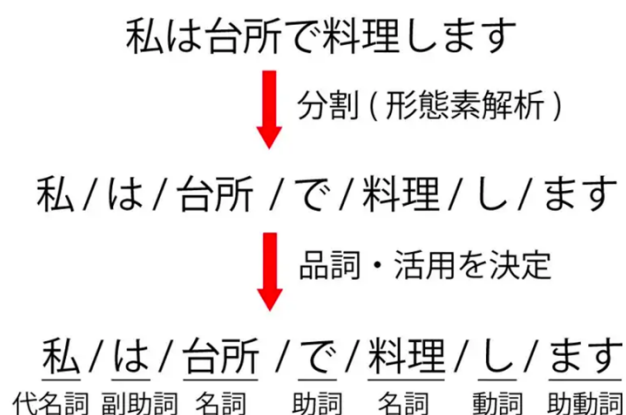 私は台所で料理します
分割(形態素解析)
私/は/台所/で/料理/し/ます
品詞・活用を決定
私/は/台所/で/料理/し/ます
代名詞 副助詞 名詞 助詞 名詞 動詞 助動詞